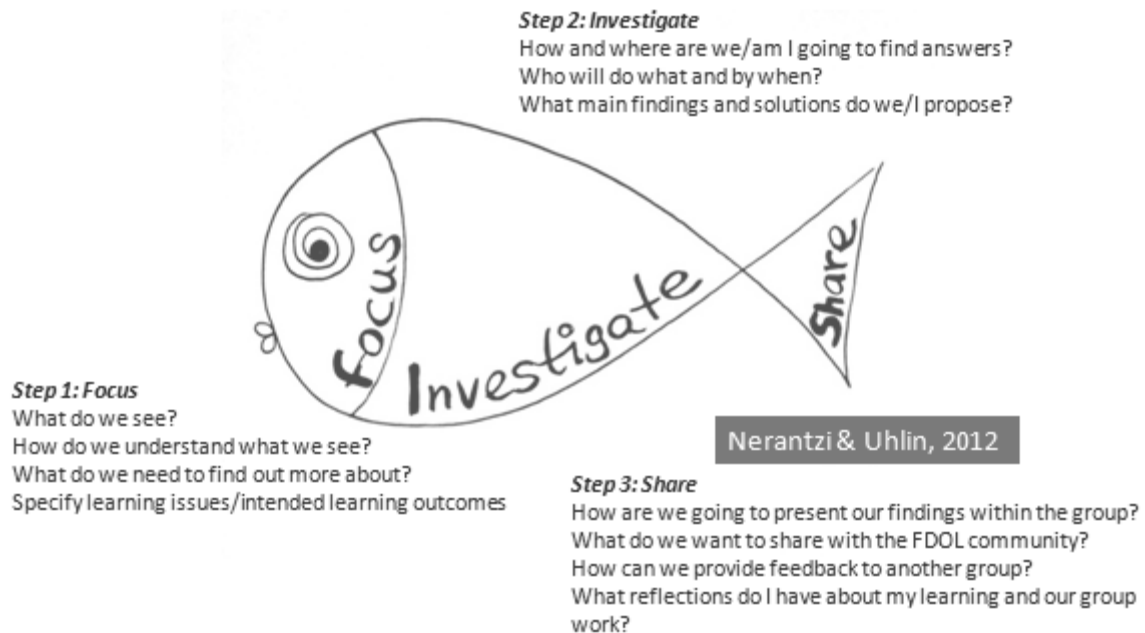 Step 2: Investigate
How and where are we/am I going to find answers?
Who will do what and by when?
What main findings and solutions do we/I propose?
focus
Investigate
Share
Step 1: Focus
What do we see?
How do we understand what we see?
What do we need to find out more about?
Specify learning issues/intended learning outcomes
Nerantzi & Uhlin, 2012
Step 3: Share
How are we going to present our findings within the group?
What do we want to share with the FDOL community?
How can we provide feedback to another group?
What reflections do I have about my learning and our group
work?